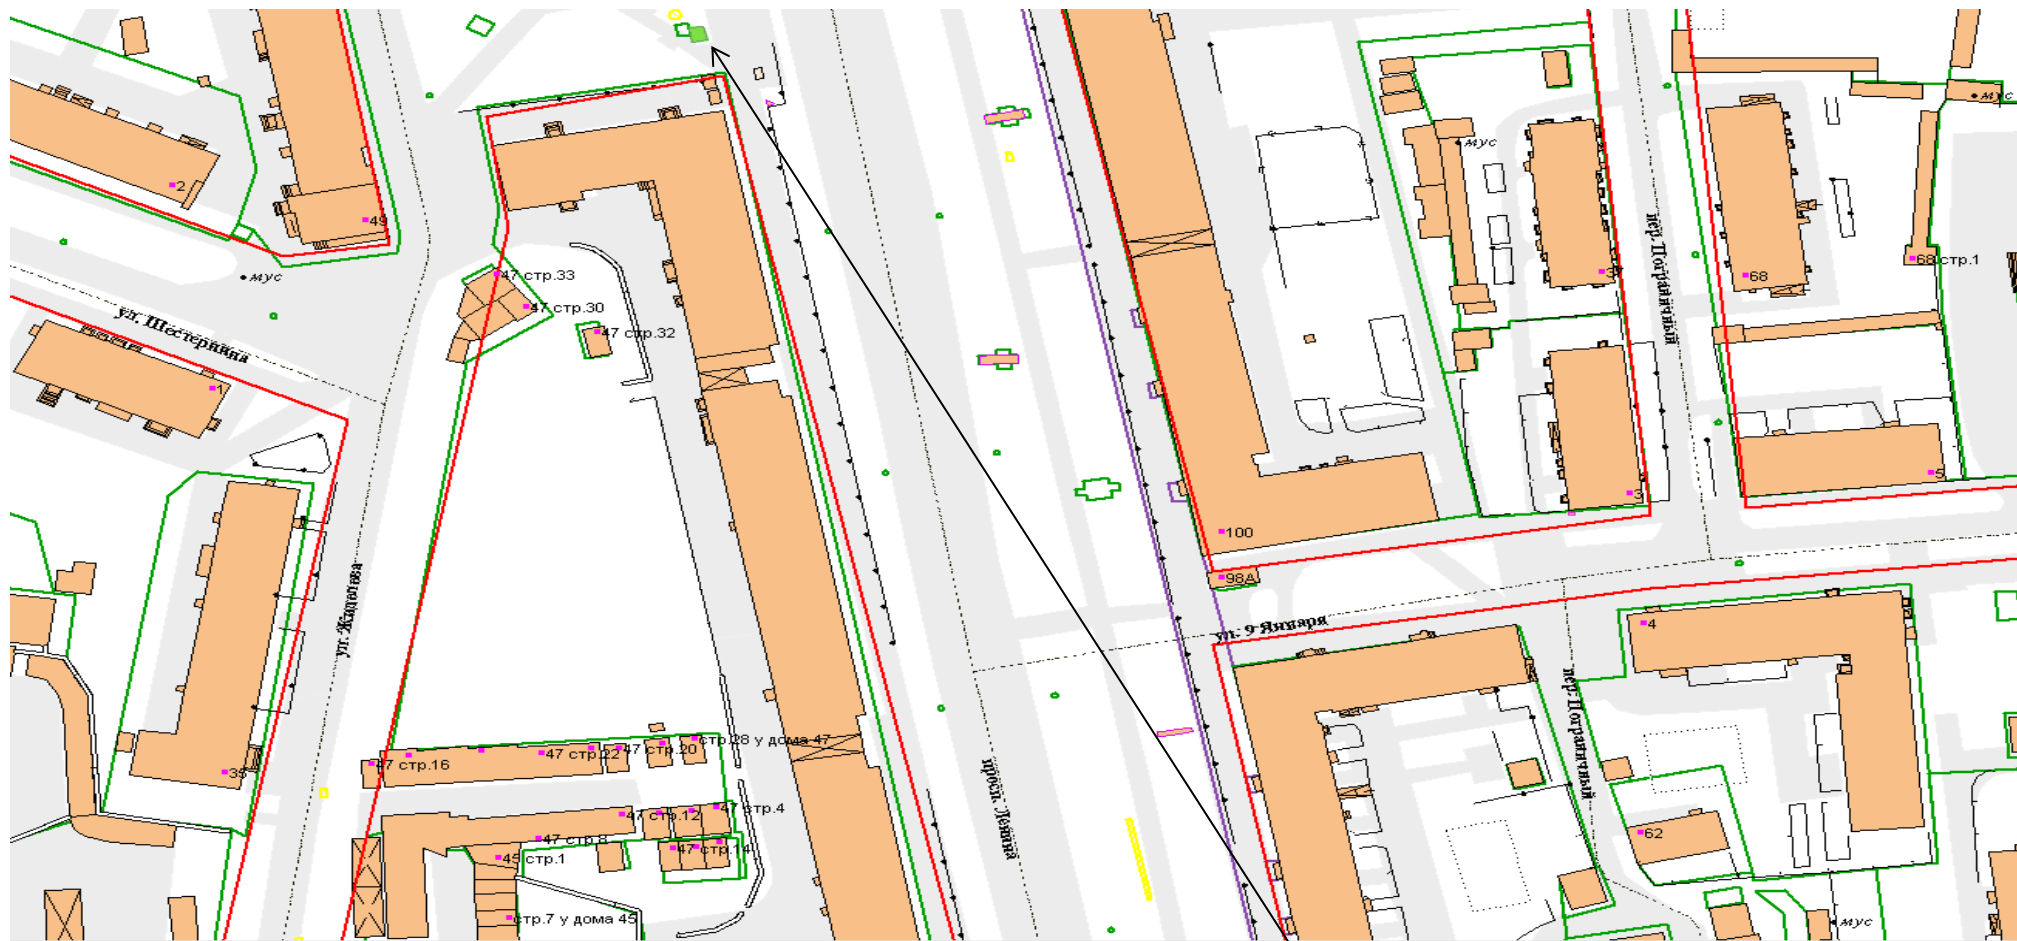 мус
мус
2
49
37
68
68 стр.1
мус
47 стр.33
47 стр.30
47 стр.32
ул. Шестернина
пер. Пограничный
1
5
3
100
98А
ул. Жиделева
ул. 9 Января
4
пер. Пограничный
35
47 стр.16
47 стр.22
47 стр.20
стр.28 у дома 47
просп. Ленина
47 стр.8
47 стр.12
47 стр.4
47 стр.14
62
45 стр.1
стр.7 у дома 45
мус